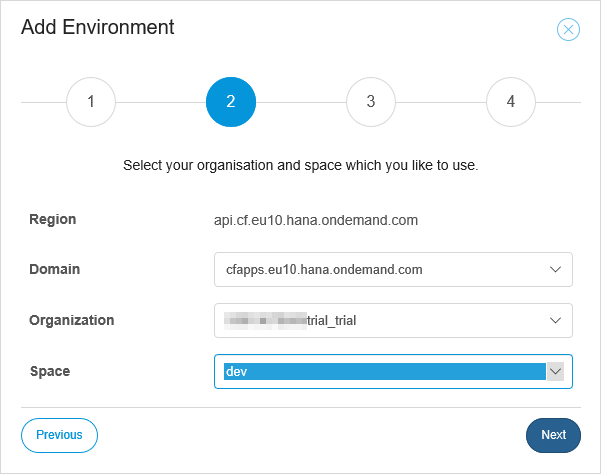 Add Environment
1 2 3 4
Select your organisation and space which you like to use.
Region api.cf.eu10.hana.ondemand.com
Domain cfapps.eu10.hana.ondemand.com
Organization trial_trial
Space dev
Previous Next